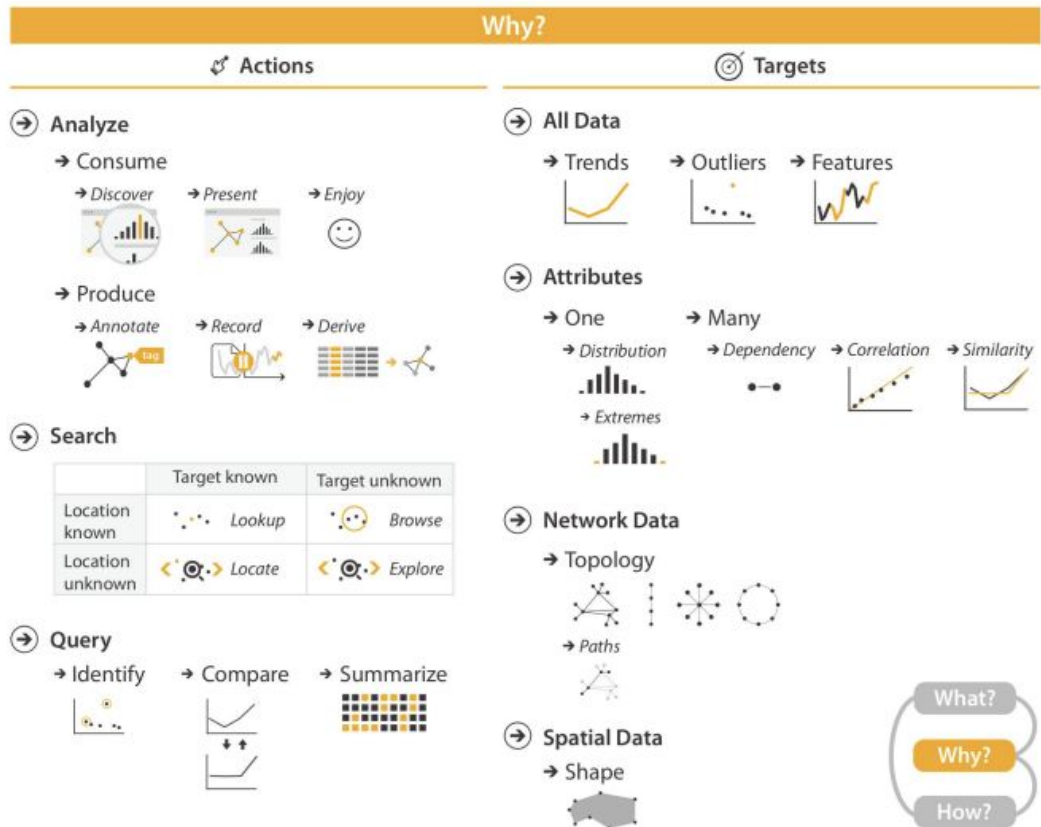 Why?
Actions
Analyze
Consume
Discover
Present
Enjoy
Produce
Annotate
Record
Derive
tag
Search
Target known
Target unknown
Location known
Lookup
Browse
Location unknown
Locate
Explore
Query
Identify
Compare
Summarize
Targets
All Data
Trends
Outliers
Features
Attributes
One
Many
Distribution
Dependency
Correlation
Similarity
Extremes
Network Data
Topology
Paths
Spatial Data
Shape
What?
Why?
How?